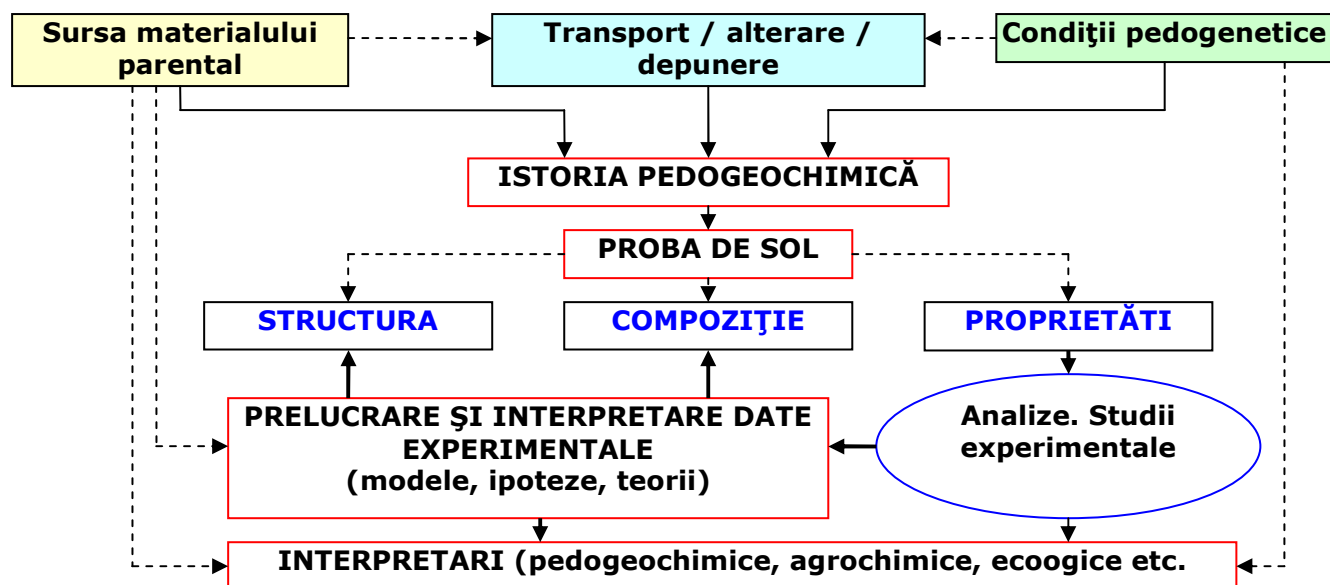 Sursa materialului
parental
Transport / alterare /
depunere
Condiţii pedogenetice
ISTORIA PEDOGEOCHIMICĂ
PROBA DE SOL
STRUCTURA
COMPOZIŢIE
PROPRIETĂTI
PRELUCRARE ŞI INTERPRETARE DATE
EXPERIMENTALE
(modele, ipoteze, teorii)
Analize. Studii
experimentale
INTERPRETARI (pedogeochimice, agrochimice, ecoogice etc.